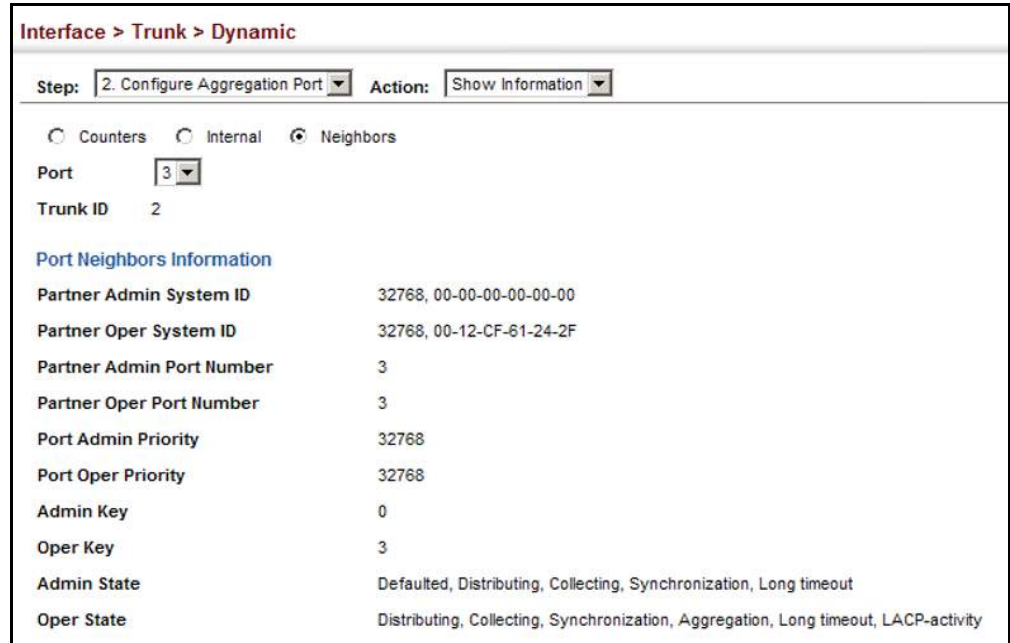 Interface > Trunk > Dynamic
Step: 2. Configure Aggregation Port Action: Show Information
Counters Internal Neighbors
Port 3
Trunk ID 2
Port Neighbors Information
Partner Admin System ID 32768, 00-00-00-00-00-00
Partner Oper System ID 32768, 00-12-CF-61-24-2F
Partner Admin Port Number 3
Partner Oper Port Number 3
Port Admin Priority 32768
Port Oper Priority 32768
Admin Key 0
Oper Key 3
Admin State Defaulted, Distributing, Collecting, Synchronization, Long timeout
Oper State Distributing, Collecting, Synchronization, Aggregation, Long timeout, LACP-activity